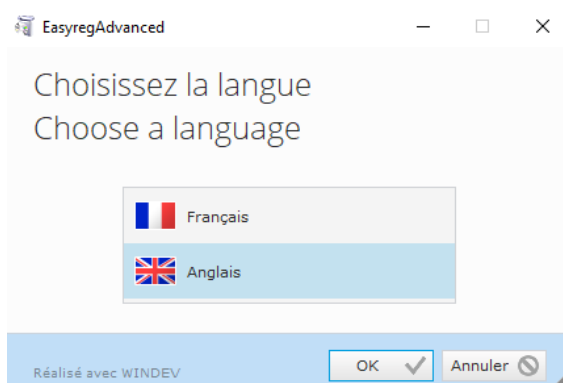 EasyregAdvanced
Choisissez la langue
Choose a language
Français
Anglais
Réalisé avec WINDEV
OK
Annuler